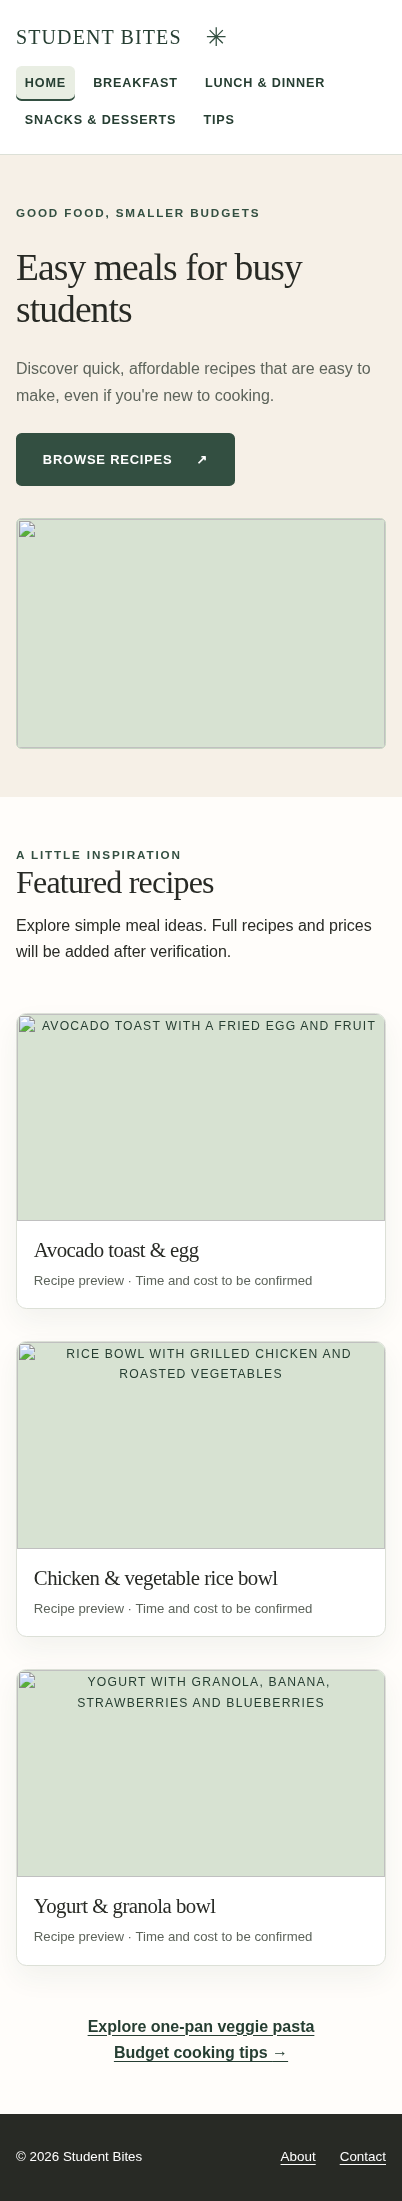 STUDENT BITES ✳
HOME BREAKFAST LUNCH & DINNER
SNACKS & DESSERTS TIPS
GOOD FOOD, SMALLER BUDGETS
Easy meals for busy
students
Discover quick, affordable recipes that are easy to
make, even if you're new to cooking.
BROWSE RECIPES ↗
A LITTLE INSPIRATION
Featured recipes
Explore simple meal ideas. Full recipes and prices
will be added after verification.
AVOCADO TOAST WITH A FRIED EGG AND FRUIT
Avocado toast & egg
Recipe preview · Time and cost to be confirmed
RICE BOWL WITH GRILLED CHICKEN AND
ROASTED VEGETABLES
Chicken & vegetable rice bowl
Recipe preview · Time and cost to be confirmed
YOGURT WITH GRANOLA, BANANA,
STRAWBERRIES AND BLUEBERRIES
Yogurt & granola bowl
Recipe preview · Time and cost to be confirmed
Explore one-pan veggie pasta
Budget cooking tips →
© 2026 Student Bites About Contact